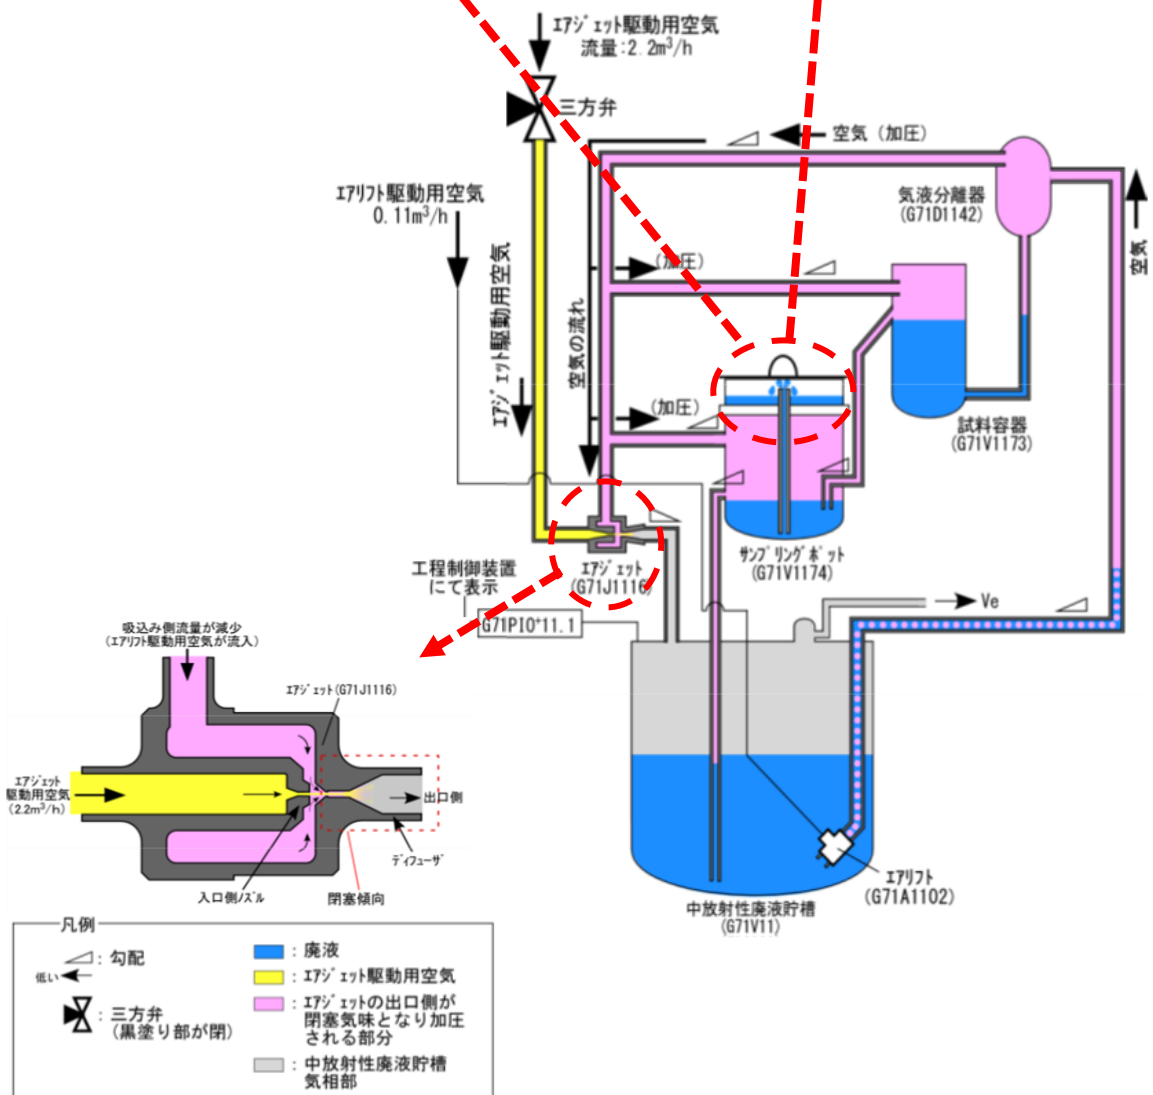 ｴｱｼﾞｪｯﾄ駆動用空気
流量:2.2m³/h
三方弁
空気（加圧）
ｴｱﾘﾌﾄ駆動用空気
0.11m³/h
気液分離器
(G71D1142)
空気
(加圧)
ｴｱｼﾞｪｯﾄ駆動用空気
空気の流れ
(加圧)
試料容器
(G71V1173)
ｻﾝﾌﾟﾘﾝｸﾞﾎﾟｯﾄ
(G71V1174)
工程制御装置
にて表示
ｴｱｼﾞｪｯﾄ
(G71J1116)
G71PIO⁺11.1
Ve
吸込み側流量が減少
(ｴｱﾘﾌﾄ駆動用空気が流入)
ｴｱｼﾞｪｯﾄ(G71J1116)
ｴｱｼﾞｪｯﾄ
駆動用空気
(2.2m³/h)
出口側
ﾃﾞｨﾌｭｰｻﾞ
入口側ﾉｽﾞﾙ
閉塞傾向
ｴｱﾘﾌﾄ
(G71A1102)
中放射性廃液貯槽
(G71V11)
凡例
：勾配
低い
：三方弁
(黒塗り部が閉)
：廃液
：ｴｱｼﾞｪｯﾄ駆動用空気
：ｴｱｼﾞｪｯﾄの出口側が
閉塞気味となり加圧
される部分
：中放射性廃液貯槽
気相部